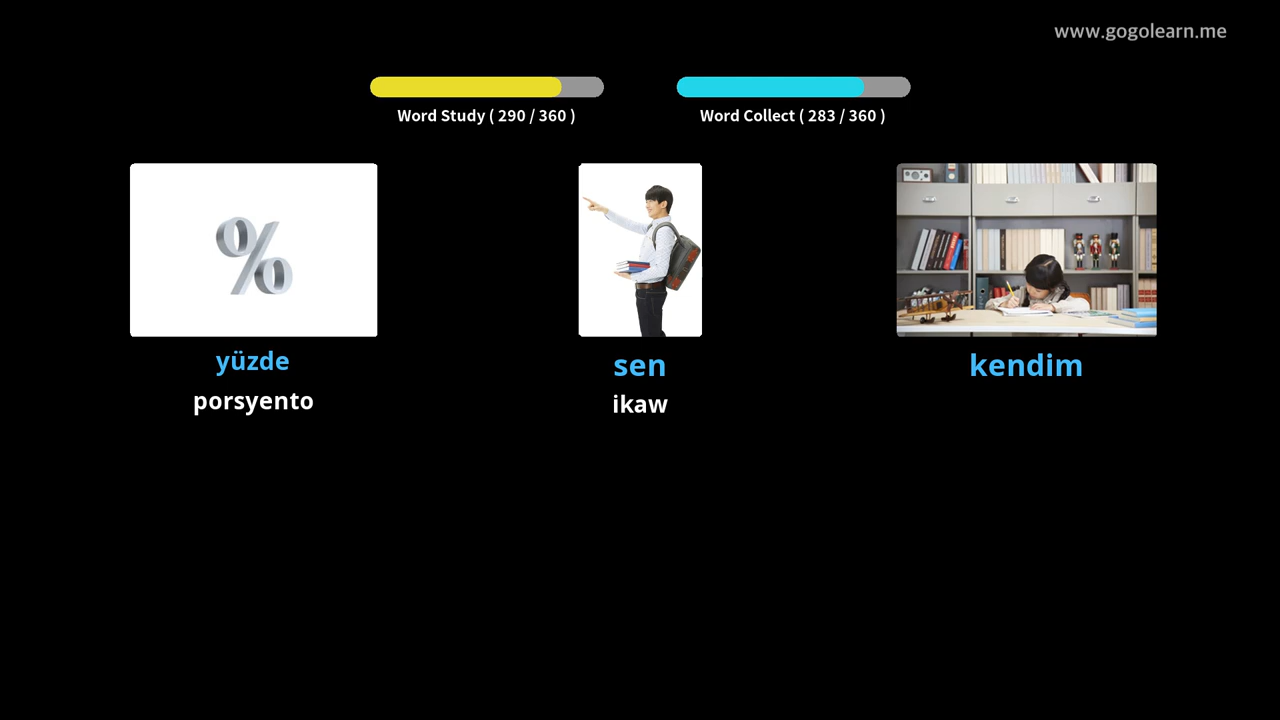 www.gogolearn.me
Word Study ( 290 / 360 )
Word Collect ( 283 / 360 )
%
yüzde
porsyento
sen
ikaw
kendim